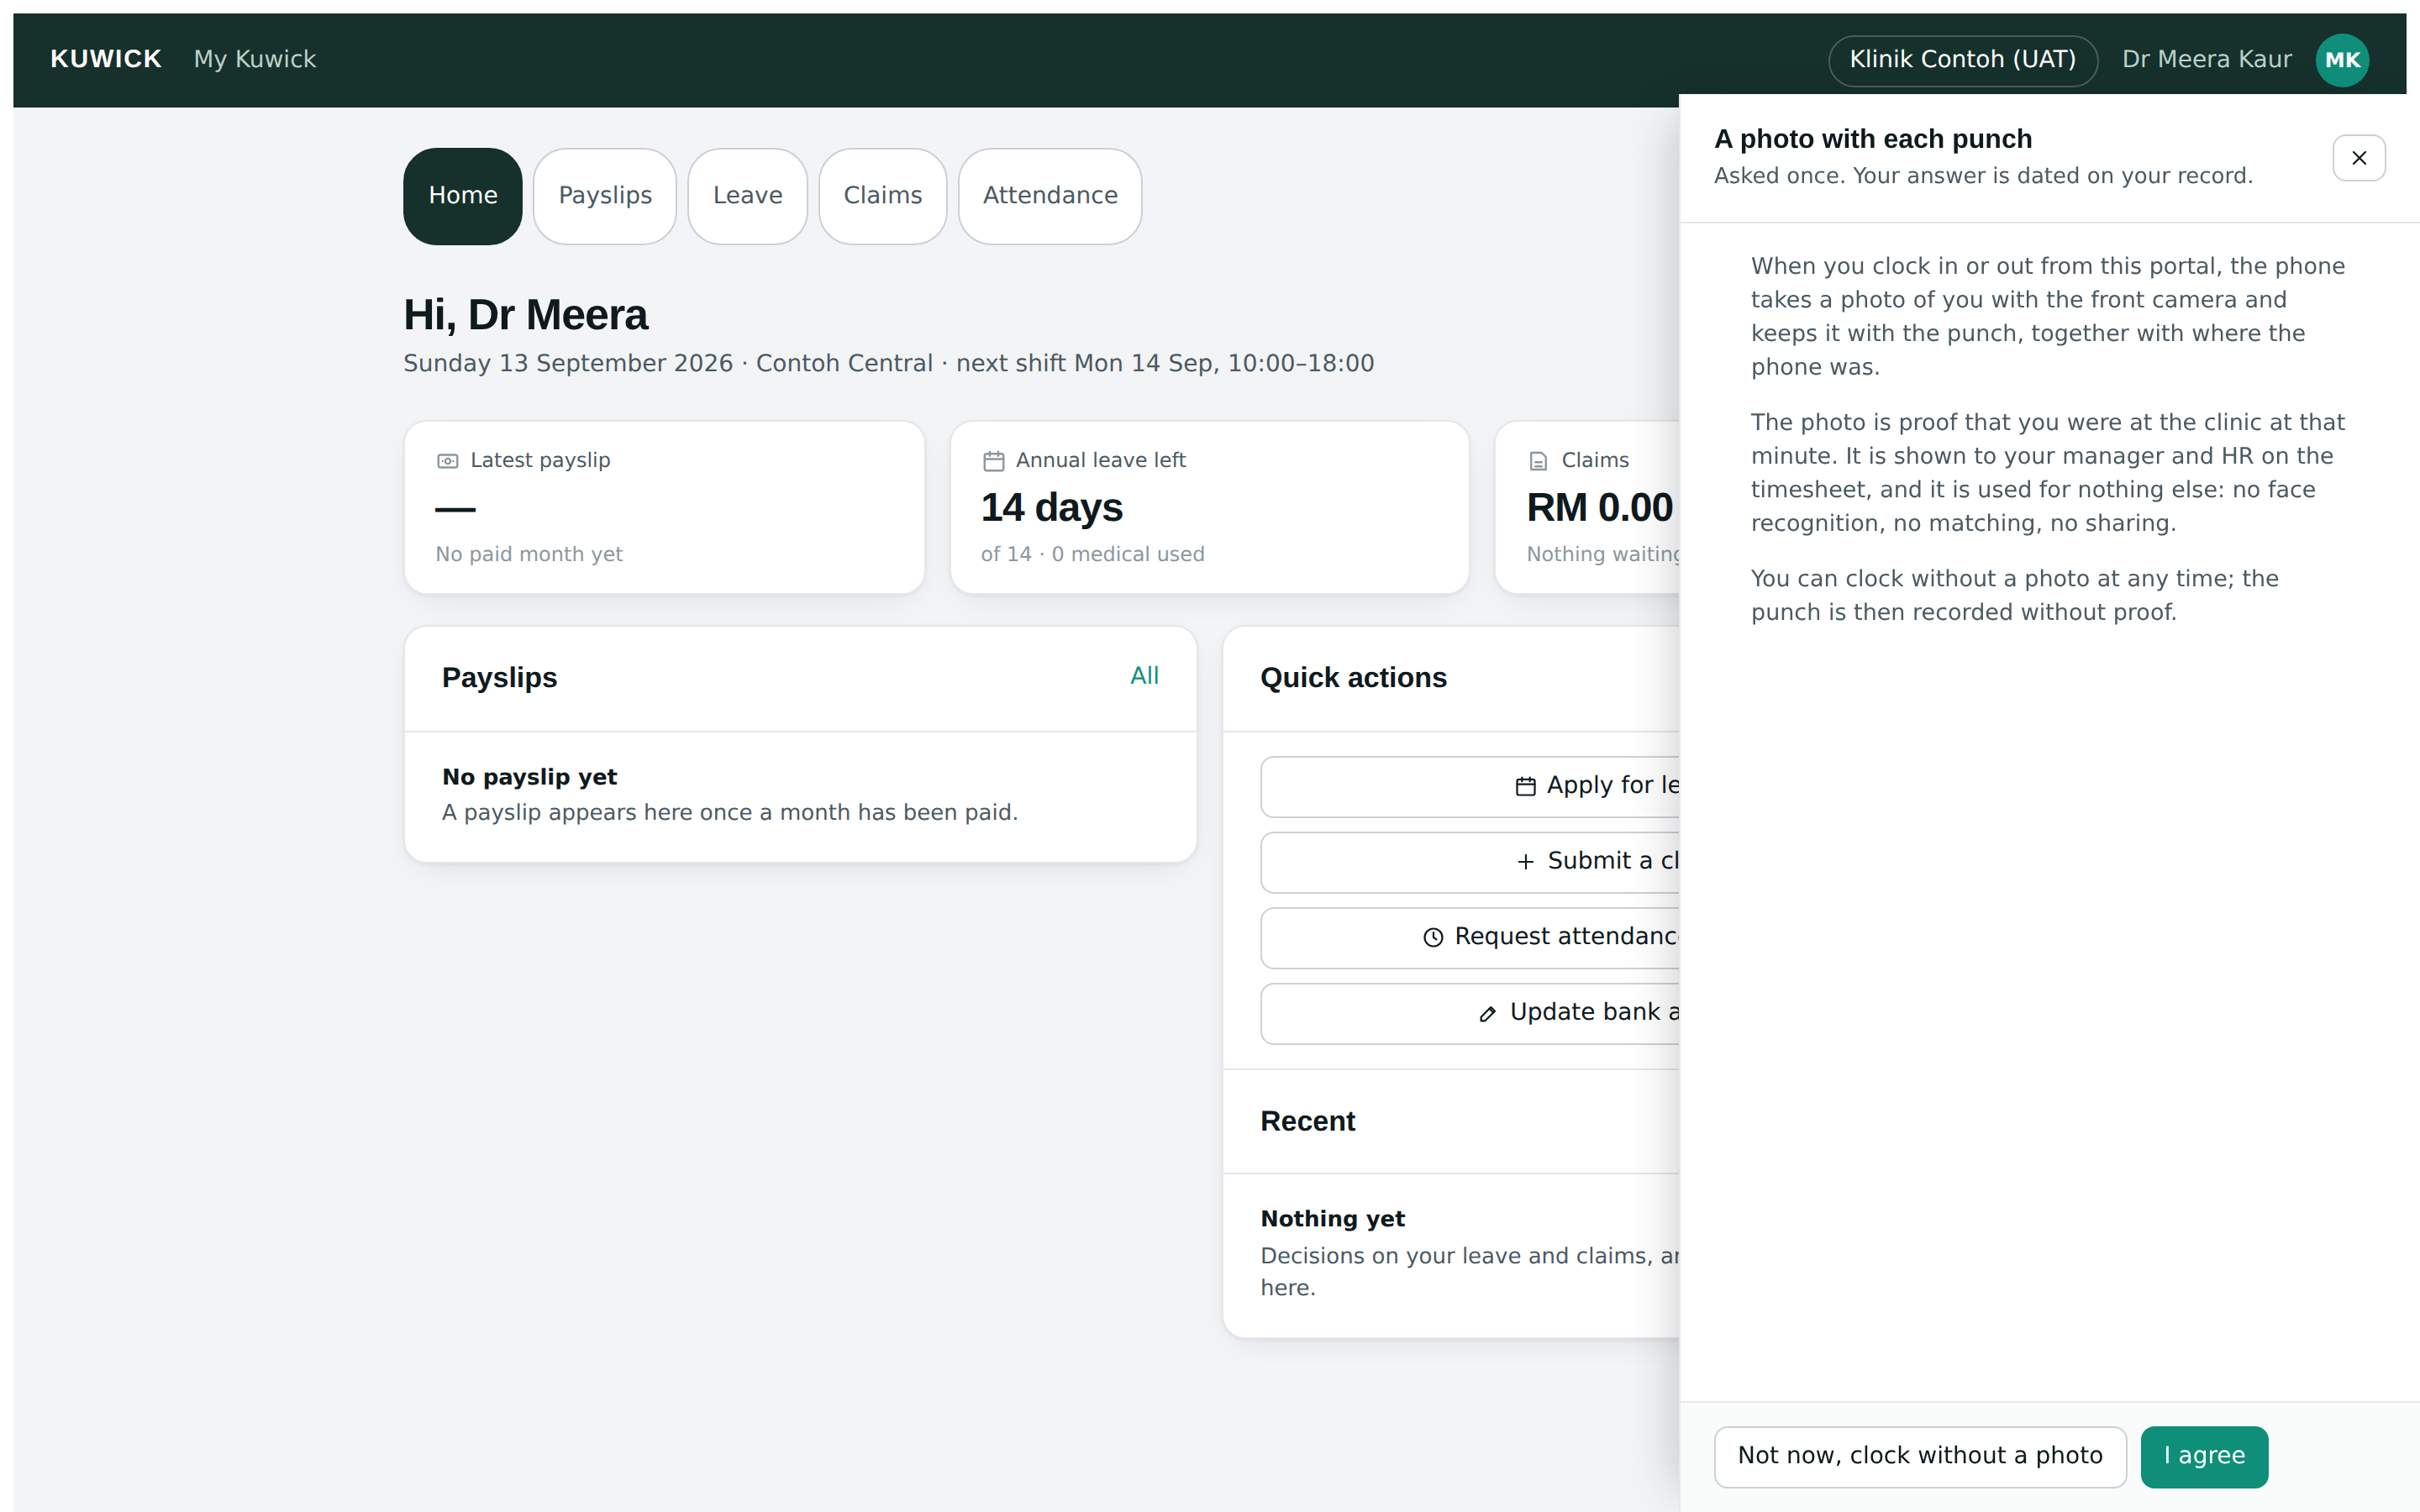 KUWICK My Kuwick
Klinik Contoh (UAT) Dr Meera Kaur MK
Home Payslips Leave Claims Attendance
Hi, Dr Meera
Sunday 13 September 2026 · Contoh Central · next shift Mon 14 Sep, 10:00–18:00
Latest payslip
—
No paid month yet
Annual leave left
14 days
of 14 · 0 medical used
Claims
RM 0.00
Nothing waiting
Payslips All
No payslip yet
A payslip appears here once a month has been paid.
Quick actions
Apply for le
Submit a cl
Request attendanc
Update bank a
Recent
Nothing yet
Decisions on your leave and claims, an
here.
A photo with each punch
Asked once. Your answer is dated on your record.
When you clock in or out from this portal, the phone
takes a photo of you with the front camera and
keeps it with the punch, together with where the
phone was.
The photo is proof that you were at the clinic at that
minute. It is shown to your manager and HR on the
timesheet, and it is used for nothing else: no face
recognition, no matching, no sharing.
You can clock without a photo at any time; the
punch is then recorded without proof.
Not now, clock without a photo
I agree